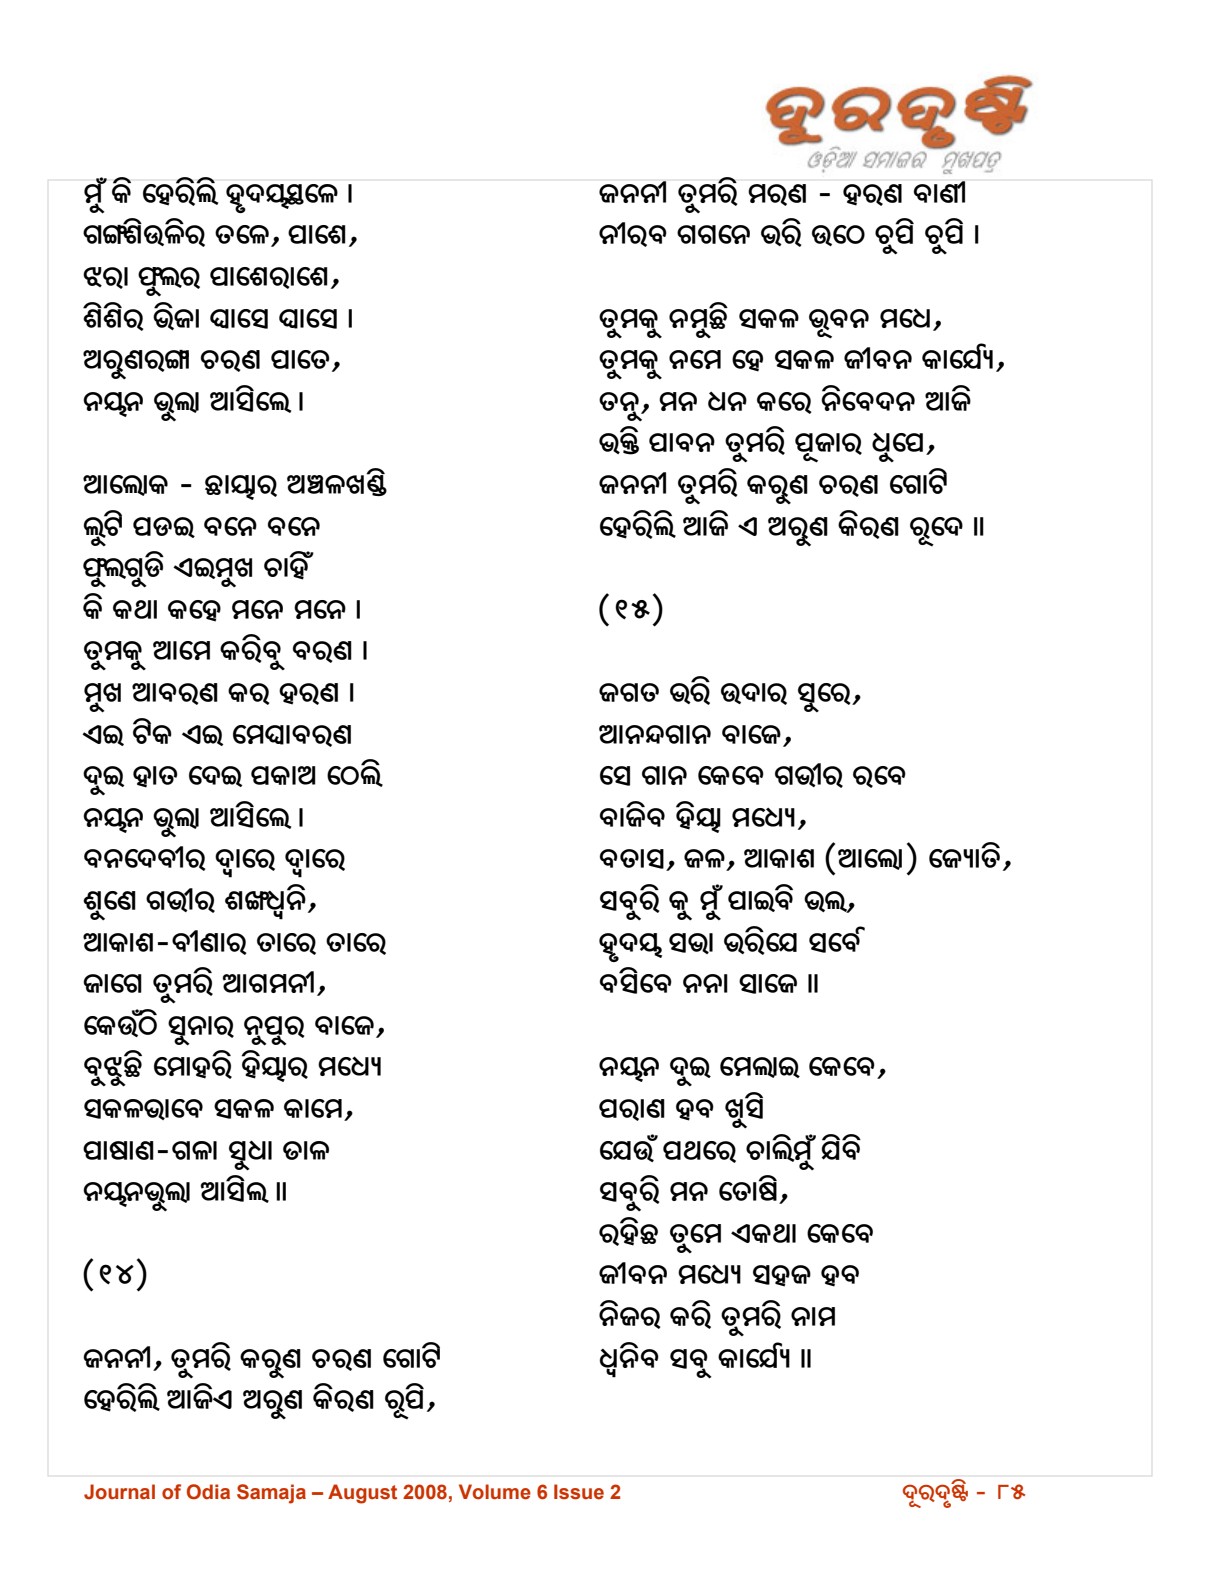 ଦୂରଦୃଷ୍ଟି
ଓଡ଼ିଆ ସମାଜର ମୁଖପତ୍ର
ମୁଁ କି ହେରିଲି ହୃଦୟସ୍ଥଳେ ।
ଗଙ୍ଗଶିଉଳିର ତଳେ, ପାଶେ,
ଝରା ଫୁଲର ପାଶେରାଶେ,
ଶିଶିର ଭିଜା ଘାସେ ଘାସେ ।
ଅରୁଣରଙ୍ଗା ଚରଣ ପାତେ,
ନୟନ ଭୁଲା ଆସିଲେ ।
ଆଲୋକ - ଛାୟାର ଅଞ୍ଚଳଖଣ୍ଡି
ଲୁଟି ପଡଇ ବନେ ବନେ
ଫୁଲଗୁଡି ଏଇମୁଖ ଚାହିଁ
କି କଥା କହେ ମନେ ମନେ ।
ତୁମକୁ ଆମେ କରିବୁ ବରଣ ।
ମୁଖ ଆବରଣ କର ହରଣ ।
ଏଇ ଟିକ ଏଇ ମେଘାବରଣ
ଦୁଇ ହାତ ଦେଇ ପକାଅ ଠେଲି
ନୟନ ଭୁଲା ଆସିଲେ ।
ବନଦେବୀର ଦ୍ୱାରେ ଦ୍ୱାରେ
ଶୁଣେ ଗଭୀର ଶଙ୍ଖଧ୍ୱନି,
ଆକାଶ-ବୀଣାର ତାରେ ତାରେ
ଜାଗେ ତୁମରି ଆଗମନୀ,
କେଉଁଠି ସୁନାର ନୁପୁର ବାଜେ,
ବୁଝୁଛି ମୋହରି ହିୟାର ମଧ୍ୟେ
ସକଳଭାବେ ସକଳ କାମେ,
ପାଷାଣ-ଗଳା ସୁଧା ତାଳ
ନୟନଭୁଲା ଆସିଲ ॥
(୧୪)
ଜନନୀ, ତୁମରି କରୁଣ ଚରଣ ଗୋଟି
ହେରିଲି ଆଜିଏ ଅରୁଣ କିରଣ ରୂପି,
ଜନନୀ ତୁମରି ମରଣ - ହରଣ ବାଣୀ
ନୀରବ ଗଗନେ ଭରି ଉଠେ ଚୁପି ଚୁପି ।
ତୁମକୁ ନମୁଛି ସକଳ ଭୂବନ ମଧେ,
ତୁମକୁ ନମେ ହେ ସକଳ ଜୀବନ କାର୍ଯ୍ୟେ,
ତନୁ, ମନ ଧନ କରେ ନିବେଦନ ଆଜି
ଭକ୍ତି ପାବନ ତୁମରି ପୂଜାର ଧୁପେ,
ଜନନୀ ତୁମରି କରୁଣ ଚରଣ ଗୋଟି
ହେରିଲି ଆଜି ଏ ଅରୁଣ କିରଣ ରୂଦେ ॥
(୧୫)
ଜଗତ ଭରି ଉଦାର ସୁରେ,
ଆନନ୍ଦଗାନ ବାଜେ,
ସେ ଗାନ କେବେ ଗଭୀର ରବେ
ବାଜିବ ହିୟା ମଧ୍ୟେ,
ବତାସ, ଜଳ, ଆକାଶ (ଆଲୋ) ଜ୍ୟୋତି,
ସବୁରି କୁ ମୁଁ ପାଇବି ଭଲ,
ହୃଦୟ ସଭା ଭରିଯେ ସର୍ବେ
ବସିବେ ନନା ସାଜେ ॥
ନୟନ ଦୁଇ ମେଲାଇ କେବେ,
ପରାଣ ହବ ଖୁସି
ଯେଉଁ ପଥରେ ଚାଲିମୁଁ ଯିବି
ସବୁରି ମନ ତୋଷି,
ରହିଛ ତୁମେ ଏକଥା କେବେ
ଜୀବନ ମଧ୍ୟେ ସହଜ ହବ
ନିଜର କରି ତୁମରି ନାମ
ଧ୍ୱନିବ ସବୁ କାର୍ଯ୍ୟେ ॥
Journal of Odia Samaja – August 2008, Volume 6 Issue 2
ଦୂରଦୃଷ୍ଟି - ୮୫